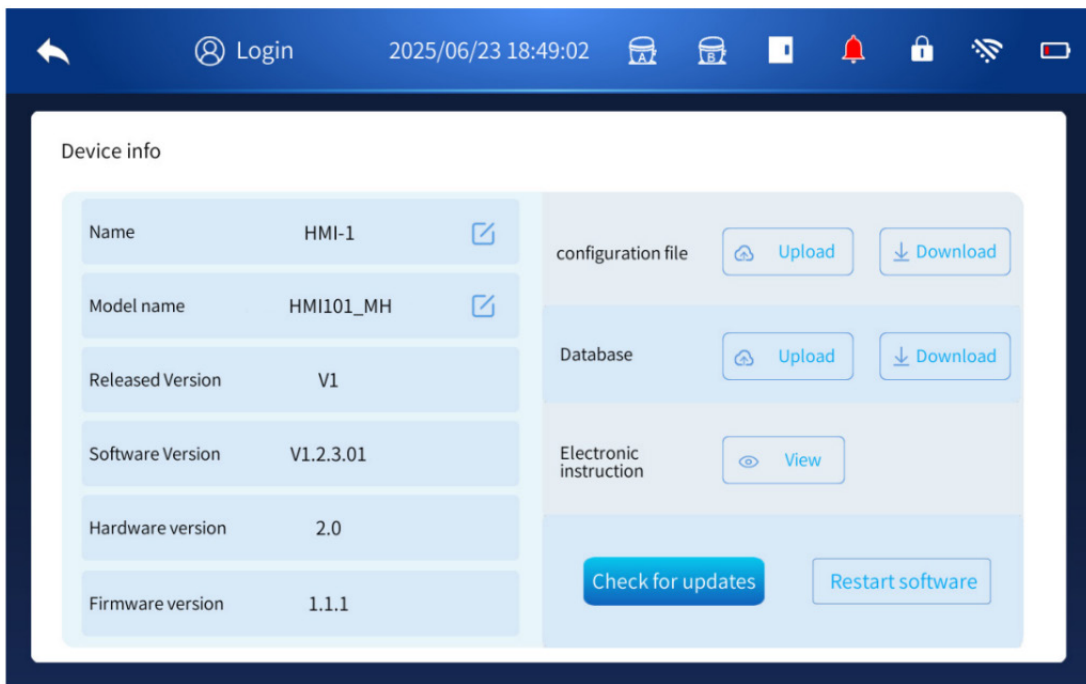 Login 2025/06/23 18:49:02 A B
Device info
Name HMI-1
Model name HMI101_MH
Released Version V1
Software Version V1.2.3.01
Hardware version 2.0
Firmware version 1.1.1
configuration file Upload Download
Database Upload Download
Electronic
instruction
View
Check for updates Restart software